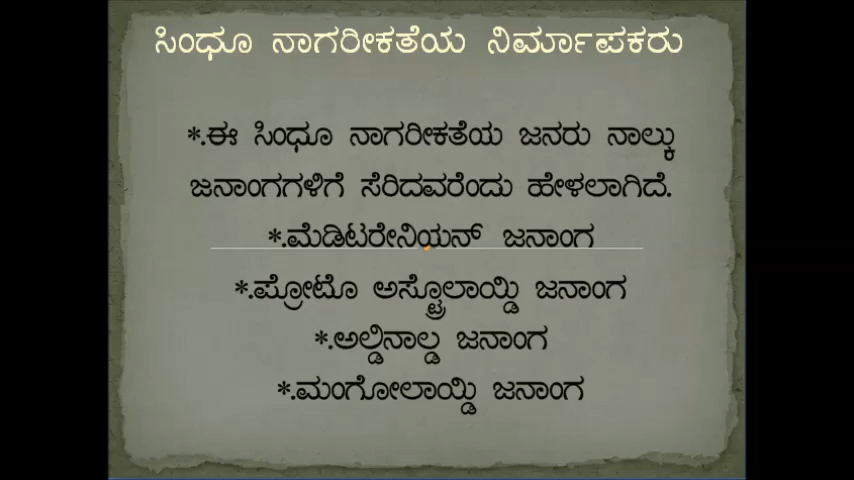 ಸಿಂಧೂ ನಾಗರೀಕತೆಯ ನಿರ್ಮಾಪಕರು
*.ಈ ಸಿಂಧೂ ನಾಗರೀಕತೆಯ ಜನರು ನಾಲ್ಕು
ಜನಾಂಗಗಳಿಗೆ ಸೆರಿದವರೆಂದು ಹೇಳಲಾಗಿದೆ.
*.ಮೆಡಿಟರೇನಿಯನ್ ಜನಾಂಗ
*.ಪ್ರೋಟೊ ಅಸ್ಟ್ರೊಲಾಯ್ಡಿ ಜನಾಂಗ
*.ಅಲ್ಡಿನಾಲ್ಡ ಜನಾಂಗ
*.ಮಂಗೋಲಾಯ್ಡಿ ಜನಾಂಗ